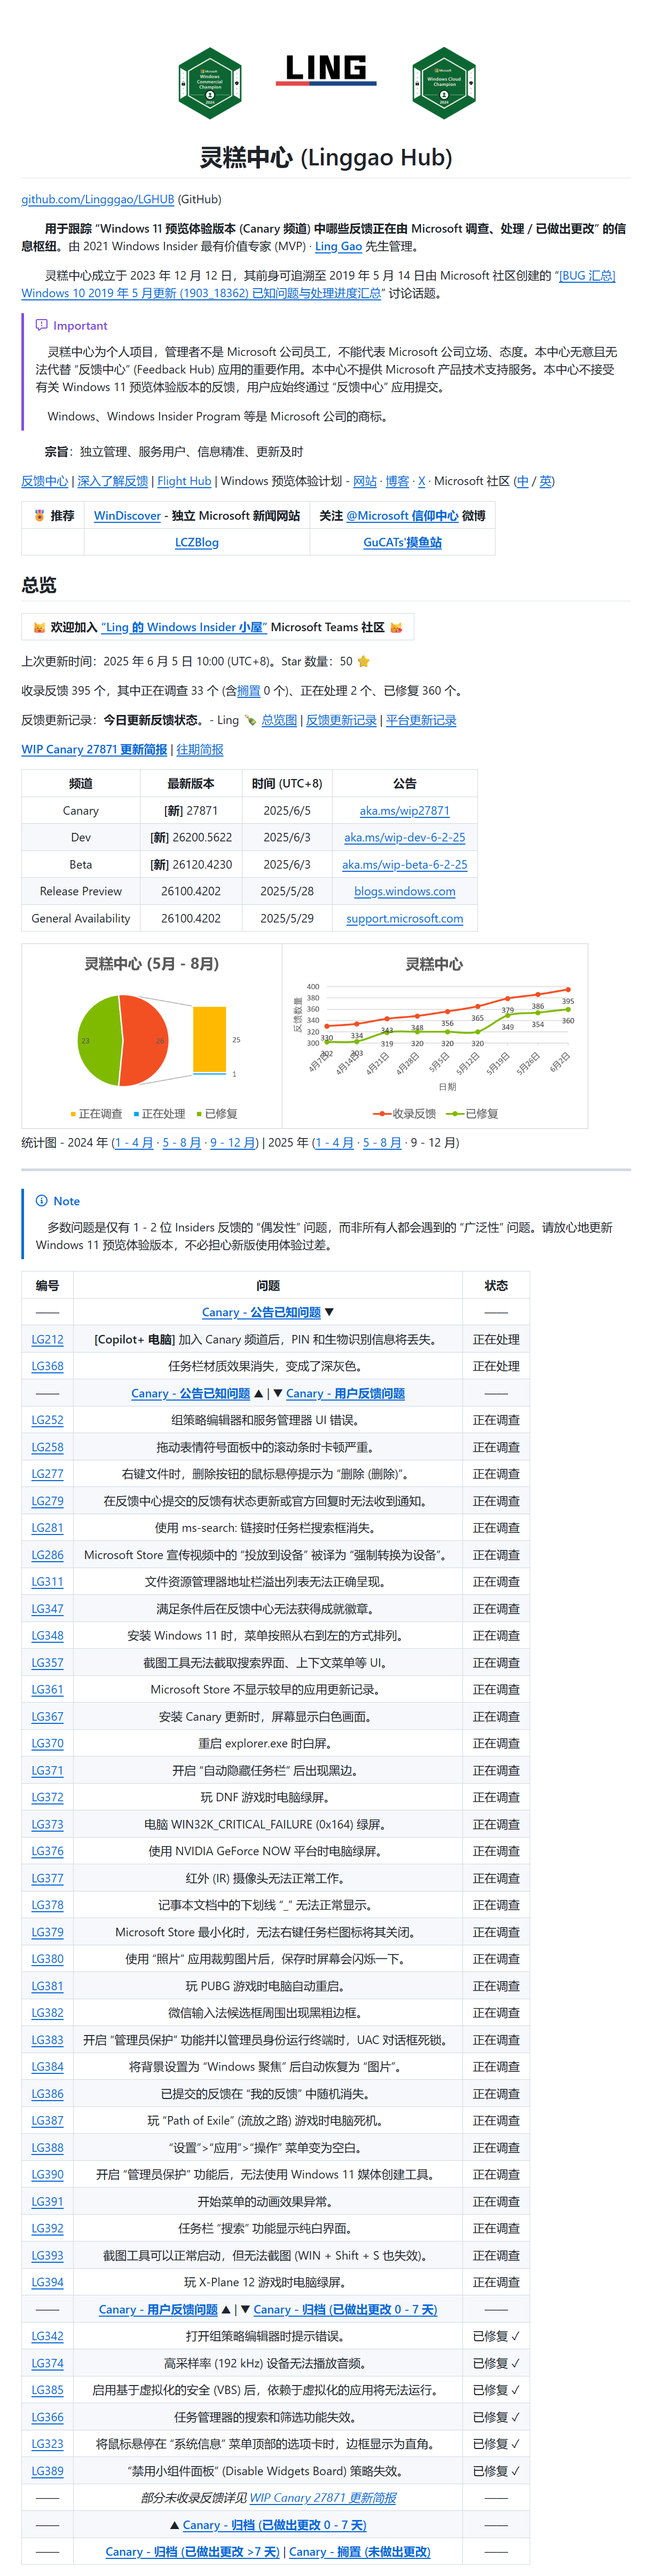 Microsoft
Windows
Commercial
Champion
2024
LING
Microsoft
Windows Cloud
Champion
2024
灵糕中心 (Linggao Hub)
github.com/Lingggao/LGHUB (GitHub)
用于跟踪 “Windows 11 预览体验版本 (Canary 频道) 中哪些反馈正在由 Microsoft 调查、处理 / 已做出更改” 的信
息枢纽。由 2021 Windows Insider 最有价值专家 (MVP) · Ling Gao 先生管理。
灵糕中心成立于 2023 年 12 月 12 日，其前身可追溯至 2019 年 5 月 14 日由 Microsoft 社区创建的 “[BUG 汇总]
Windows 10 2019 年 5 月更新 (1903_18362) 已知问题与处理进度汇总” 讨论话题。
Important
灵糕中心为个人项目，管理者不是 Microsoft 公司员工，不能代表 Microsoft 公司立场、态度。本中心无意且无
法代替 “反馈中心” (Feedback Hub) 应用的重要作用。本中心不提供 Microsoft 产品技术支持服务。本中心不接受
有关 Windows 11 预览体验版本的反馈，用户应始终通过 “反馈中心” 应用提交。
Windows、Windows Insider Program 等是 Microsoft 公司的商标。
宗旨：独立管理、服务用户、信息精准、更新及时
反馈中心 | 深入了解反馈 | Flight Hub | Windows 预览体验计划 - 网站 · 博客 · X · Microsoft 社区 (中 / 英)
🏅 推荐 WinDiscover - 独立 Microsoft 新闻网站 关注 @Microsoft 信仰中心 微博
LCZBlog GuCATs'摸鱼站
总览
欢迎加入 “Ling 的 Windows Insider 小屋” Microsoft Teams 社区
上次更新时间：2025 年 6 月 5 日 10:00 (UTC+8)。Star 数量：50 ⭐
收录反馈 395 个，其中正在调查 33 个 (含搁置 0 个)、正在处理 2 个、已修复 360 个。
反馈更新记录：今日更新反馈状态。- Ling 总览图 | 反馈更新记录 | 平台更新记录
WIP Canary 27871 更新简报 | 往期简报
频道 最新版本 时间 (UTC+8) 公告
Canary [新] 27871 2025/6/5 aka.ms/wip27871
Dev [新] 26200.5622 2025/6/3 aka.ms/wip-dev-6-2-25
Beta [新] 26120.4230 2025/6/3 aka.ms/wip-beta-6-2-25
Release Preview 26100.4202 2025/5/28 blogs.windows.com
General Availability 26100.4202 2025/5/29 support.microsoft.com
灵糕中心 (5月 - 8月)
23 26 25 1
正在调查 正在处理 已修复
灵糕中心
反馈数量
400
380
360
340
320
300
330 334 343 348 356 365 379 386 395
302 303 319 320 320 320 349 354 360
4月7日 4月14日 4月21日 4月28日 5月5日 5月12日 5月19日 5月26日 6月2日
日期
收录反馈 已修复
统计图 - 2024 年 (1 - 4 月 · 5 - 8 月 · 9 - 12 月) | 2025 年 (1 - 4 月 · 5 - 8 月 · 9 - 12 月)
Note
多数问题是仅有 1 - 2 位 Insiders 反馈的 “偶发性” 问题，而非所有人都会遇到的 “广泛性” 问题。请放心地更新
Windows 11 预览体验版本，不必担心新版使用体验过差。
编号 问题 状态
—— Canary - 公告已知问题 ▼ ——
LG212 [Copilot+ 电脑] 加入 Canary 频道后，PIN 和生物识别信息将丢失。 正在处理
LG368 任务栏材质效果消失，变成了深灰色。 正在处理
—— Canary - 公告已知问题 ▲ | ▼ Canary - 用户反馈问题 ——
LG252 组策略编辑器和服务管理器 UI 错误。 正在调查
LG258 拖动表情符号面板中的滚动条时卡顿严重。 正在调查
LG277 右键文件时，删除按钮的鼠标悬停提示为 “删除 (删除)”。 正在调查
LG279 在反馈中心提交的反馈有状态更新或官方回复时无法收到通知。 正在调查
LG281 使用 ms-search: 链接时任务栏搜索框消失。 正在调查
LG286 Microsoft Store 宣传视频中的 “投放到设备” 被译为 “强制转换为设备”。 正在调查
LG311 文件资源管理器地址栏溢出列表无法正确呈现。 正在调查
LG347 满足条件后在反馈中心无法获得成就徽章。 正在调查
LG348 安装 Windows 11 时，菜单按照从右到左的方式排列。 正在调查
LG357 截图工具无法截取搜索界面、上下文菜单等 UI。 正在调查
LG361 Microsoft Store 不显示较早的应用更新记录。 正在调查
LG367 安装 Canary 更新时，屏幕显示白色画面。 正在调查
LG370 重启 explorer.exe 时白屏。 正在调查
LG371 开启 “自动隐藏任务栏” 后出现黑边。 正在调查
LG372 玩 DNF 游戏时电脑绿屏。 正在调查
LG373 电脑 WIN32K_CRITICAL_FAILURE (0x164) 绿屏。 正在调查
LG376 使用 NVIDIA GeForce NOW 平台时电脑绿屏。 正在调查
LG377 红外 (IR) 摄像头无法正常工作。 正在调查
LG378 记事本文档中的下划线 “_” 无法正常显示。 正在调查
LG379 Microsoft Store 最小化时，无法右键任务栏图标将其关闭。 正在调查
LG380 使用 “照片” 应用裁剪图片后，保存时屏幕会闪烁一下。 正在调查
LG381 玩 PUBG 游戏时电脑自动重启。 正在调查
LG382 微信输入法候选框周围出现黑粗边框。 正在调查
LG383 开启 “管理员保护” 功能并以管理员身份运行终端时，UAC 对话框死锁。 正在调查
LG384 将背景设置为 “Windows 聚焦” 后自动恢复为 “图片”。 正在调查
LG386 已提交的反馈在 “我的反馈” 中随机消失。 正在调查
LG387 玩 “Path of Exile” (流放之路) 游戏时电脑死机。 正在调查
LG388 “设置”>“应用”>“操作” 菜单变为空白。 正在调查
LG390 开启 “管理员保护” 功能后，无法使用 Windows 11 媒体创建工具。 正在调查
LG391 开始菜单的动画效果异常。 正在调查
LG392 任务栏 “搜索” 功能显示纯白界面。 正在调查
LG393 截图工具可以正常启动，但无法截图 (WIN + Shift + S 也失效)。 正在调查
LG394 玩 X-Plane 12 游戏时电脑绿屏。 正在调查
—— Canary - 用户反馈问题 ▲ | ▼ Canary - 归档 (已做出更改 0 - 7 天) ——
LG342 打开组策略编辑器时提示错误。 已修复 ✓
LG374 高采样率 (192 kHz) 设备无法播放音频。 已修复 ✓
LG385 启用基于虚拟化的安全 (VBS) 后，依赖于虚拟化的应用将无法运行。 已修复 ✓
LG366 任务管理器的搜索和筛选功能失效。 已修复 ✓
LG323 将鼠标悬停在 “系统信息” 菜单顶部的选项卡时，边框显示为直角。 已修复 ✓
LG389 “禁用小组件面板” (Disable Widgets Board) 策略失效。 已修复 ✓
—— 部分未收录反馈详见 WIP Canary 27871 更新简报 ——
—— ▲ Canary - 归档 (已做出更改 0 - 7 天) ——
—— Canary - 归档 (已做出更改 >7 天) | Canary - 搁置 (未做出更改) ——